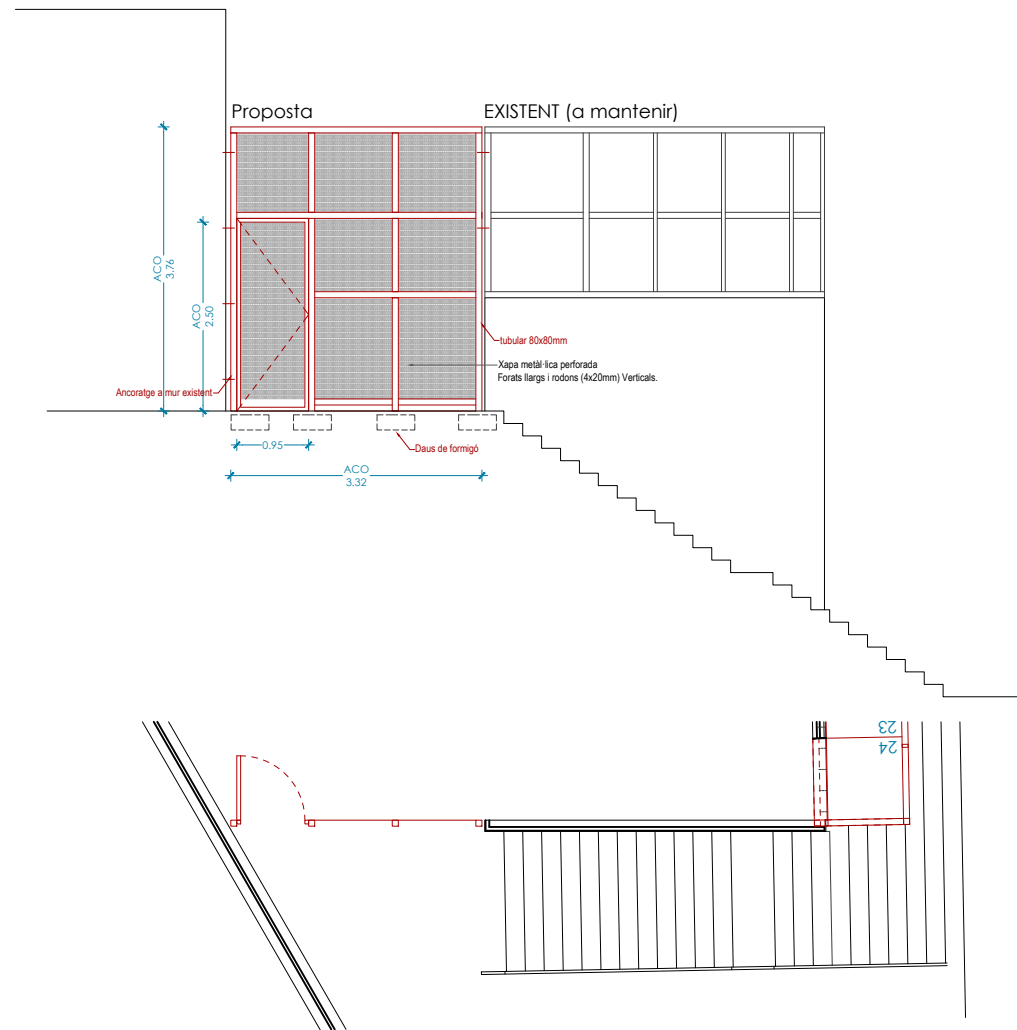 Proposta
EXISTENT (a mantenir)
ACO
3.76
ACO
2.50
tubular 80x80mm
Xapa metàl·lica perforada
Forats llargs i rodons (4x20mm) Verticals.
Ancoratge a mur existent
Daus de formigó
0.95
ACO
3.32
23
24